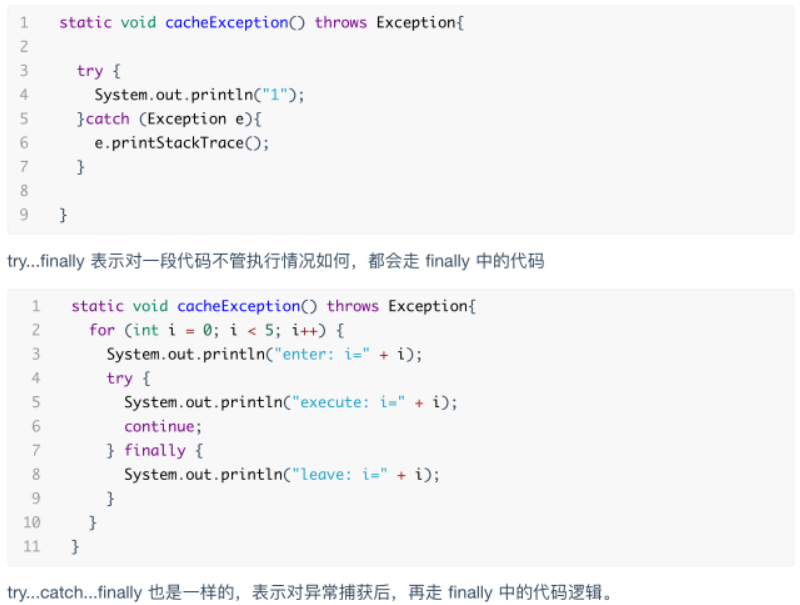 1 static void cacheException() throws Exception{
2
3 try {
4 System.out.println("1");
5 }catch (Exception e){
6 e.printStackTrace();
7 }
8
9 }
try...finally 表示对一段代码不管执行情况如何，都会走 finally 中的代码
1 static void cacheException() throws Exception{
2 for (int i = 0; i < 5; i++) {
3 System.out.println("enter: i=" + i);
4 try {
5 System.out.println("execute: i=" + i);
6 continue;
7 } finally {
8 System.out.println("leave: i=" + i);
9 }
10 }
11 }
try...catch...finally 也是一样的，表示对异常捕获后，再走 finally 中的代码逻辑。